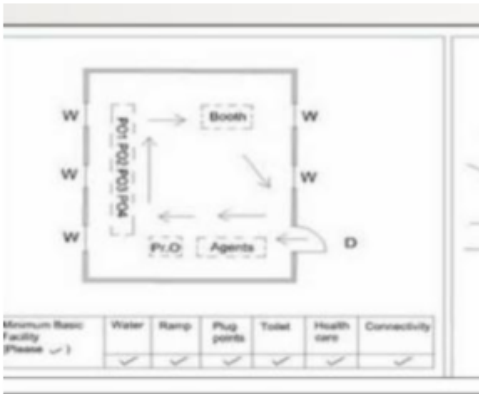 W
Booth
W
PO1 PO2 PO3 PO4
W
W
W
Pr.O
Agents
D
Minimum Basic
Facility
(Please ✓)
Water
Ramp
Plug
points
Toilet
Health
care
Connectivity
✓ ✓ ✓ ✓ ✓ ✓